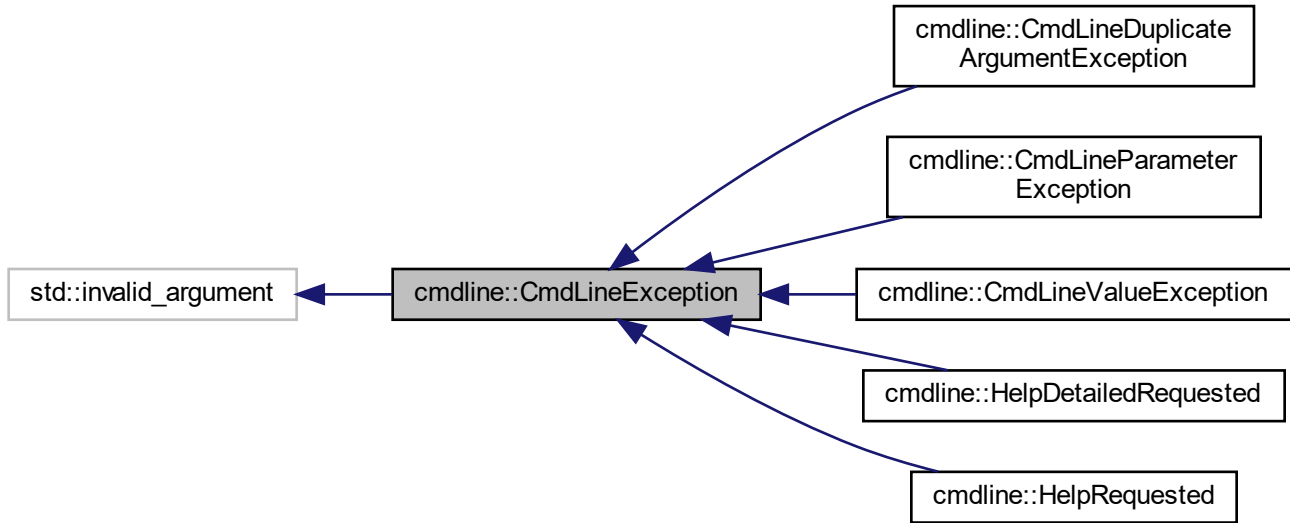 cmdline::CmdLineDuplicate
ArgumentException
cmdline::CmdLineParameter
Exception
std::invalid_argument
cmdline::CmdLineException
cmdline::CmdLineValueException
cmdline::HelpDetailedRequested
cmdline::HelpRequested